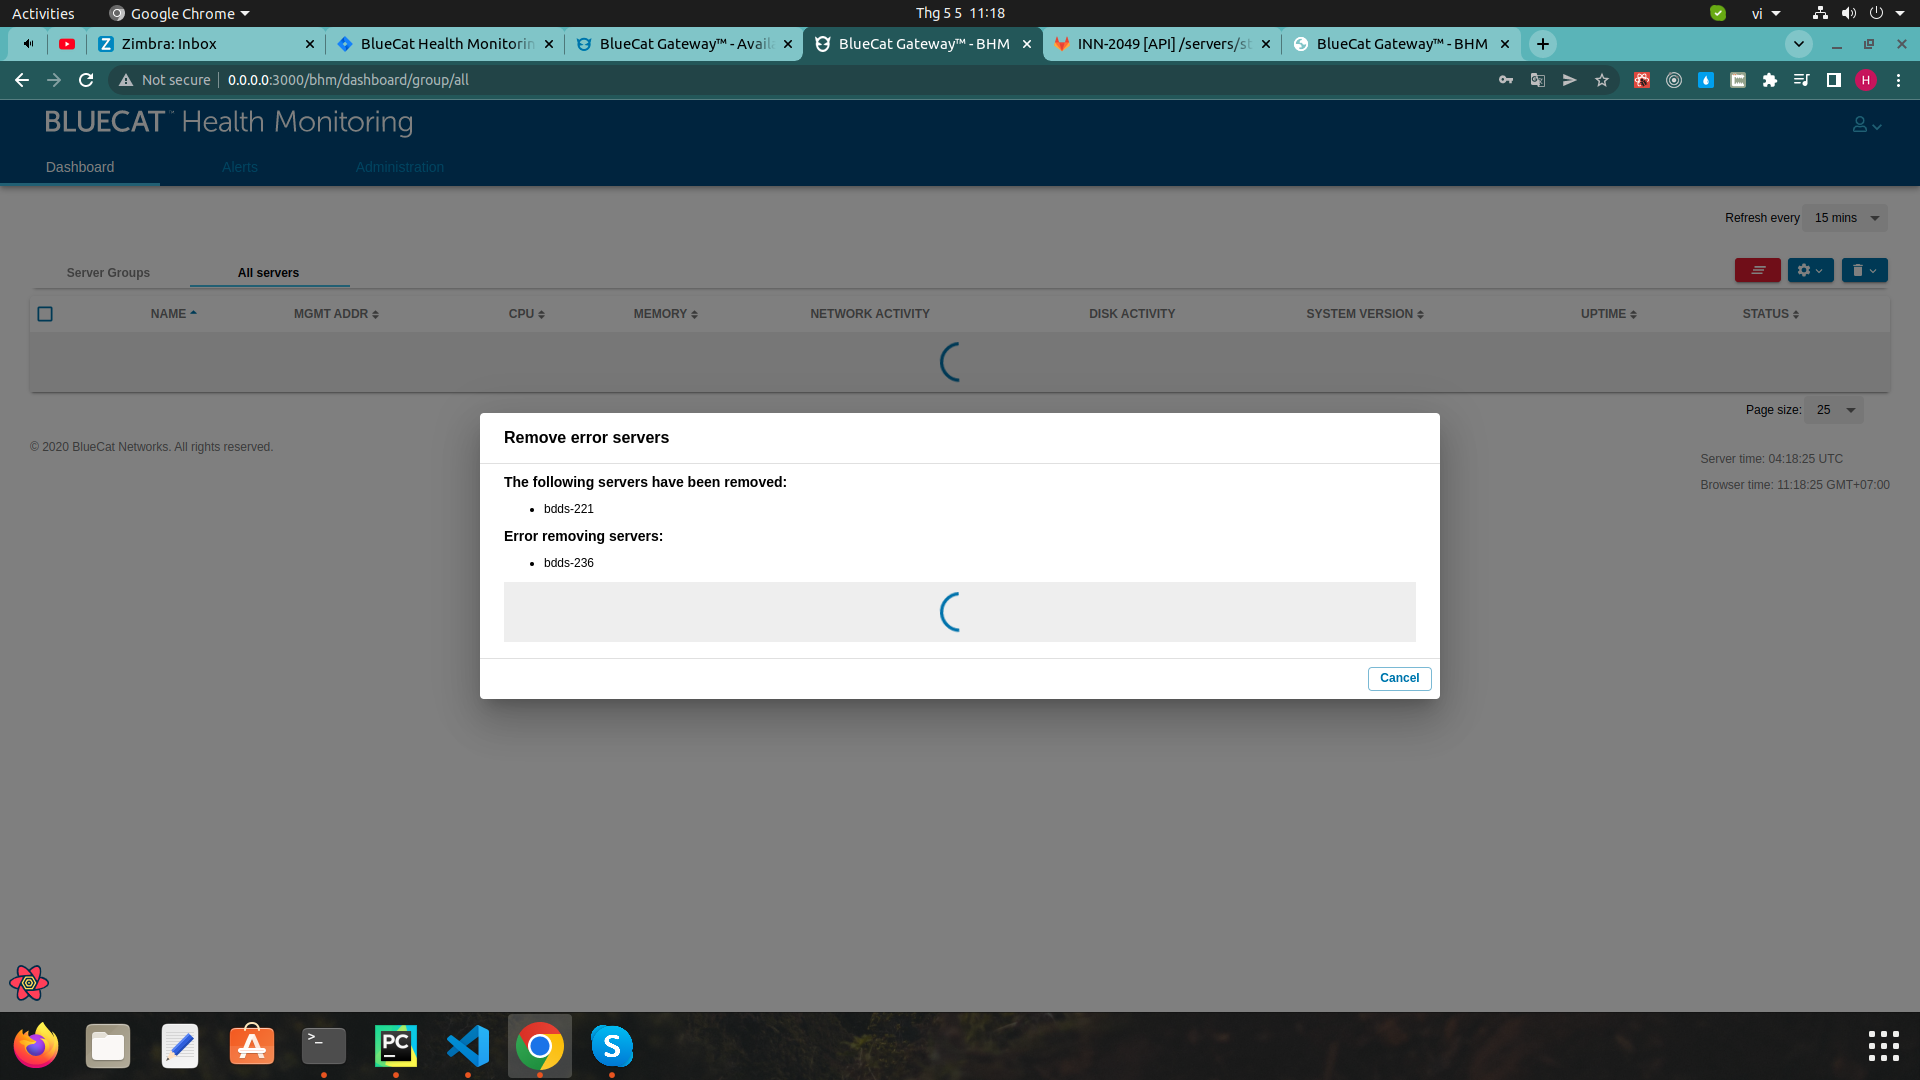 Activities
Google Chrome
Thg 5 5 11:18
vi
Zimbra: Inbox
BlueCat Health Monitorin
BlueCat Gateway™ - Availa
BlueCat Gateway™ - BHM
INN-2049 [API] /servers/st
BlueCat Gateway™ - BHM
Not secure
0.0.0.0:3000/bhm/dashboard/group/all
H
BLUECAT™ Health Monitoring
Dashboard
Alerts
Administration
Refresh every
15 mins
Server Groups
All servers
NAME
MGMT ADDR
CPU
MEMORY
NETWORK ACTIVITY
DISK ACTIVITY
SYSTEM VERSION
UPTIME
STATUS
Page size:
25
© 2020 BlueCat Networks. All rights reserved.
Server time: 04:18:25 UTC
Browser time: 11:18:25 GMT+07:00
Remove error servers
The following servers have been removed:
bdds-221
Error removing servers:
bdds-236
Cancel
>_
PC
S